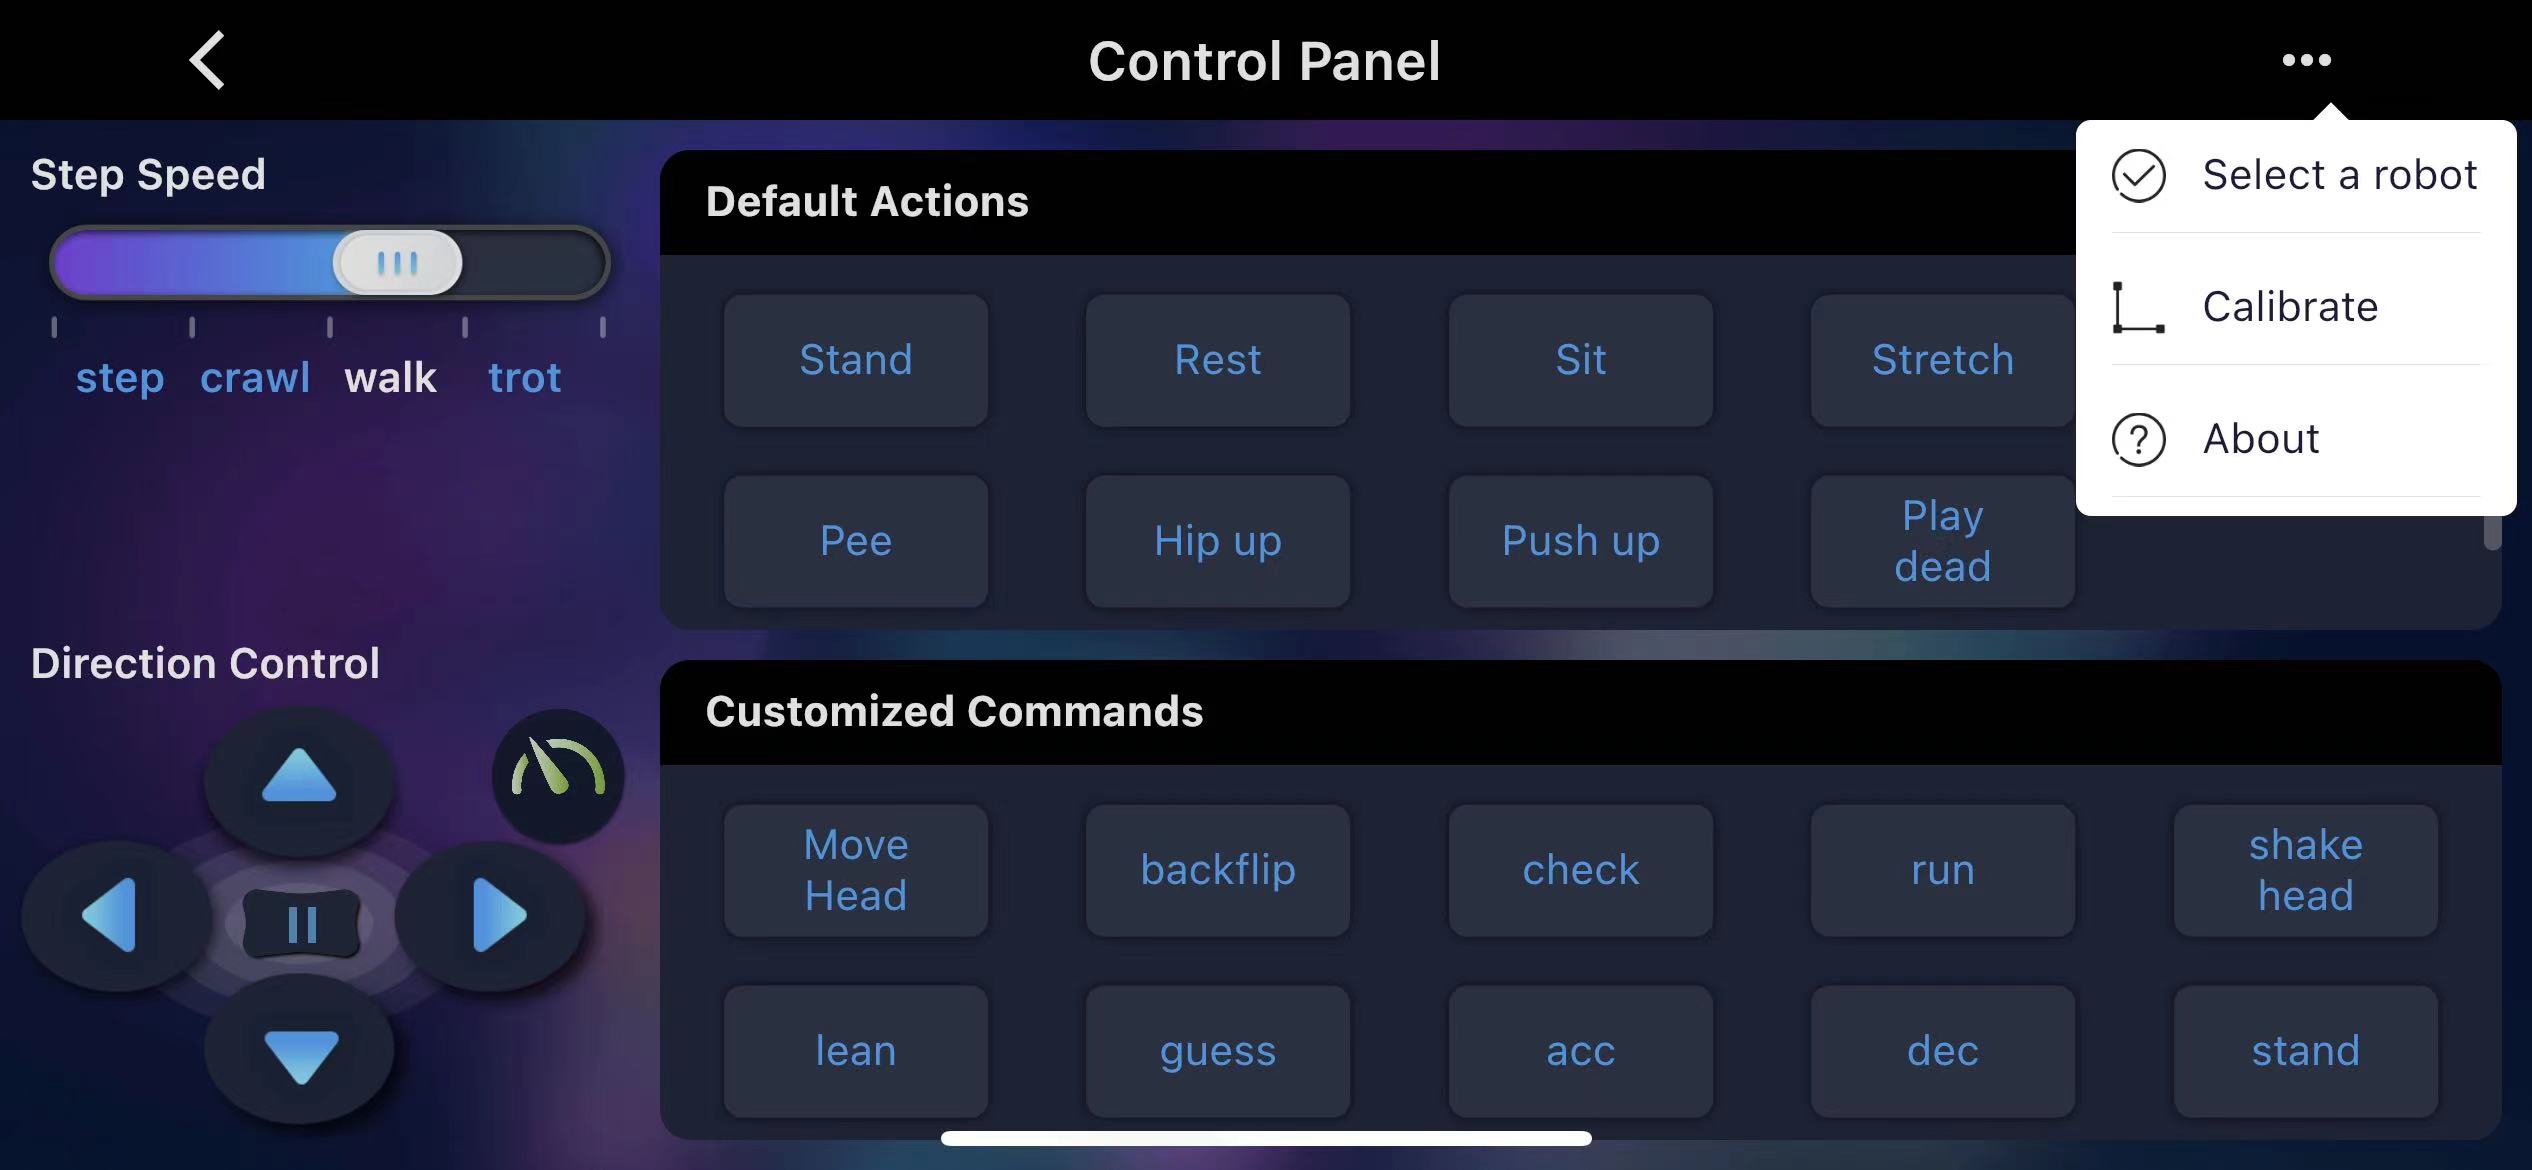 Control Panel
Step Speed
step crawl walk trot
Direction Control
Default Actions
Stand Rest Sit Stretch
Pee Hip up Push up Play
dead
Select a robot
Calibrate
About
Customized Commands
Move
Head backflip check run shake
head
lean guess acc dec stand